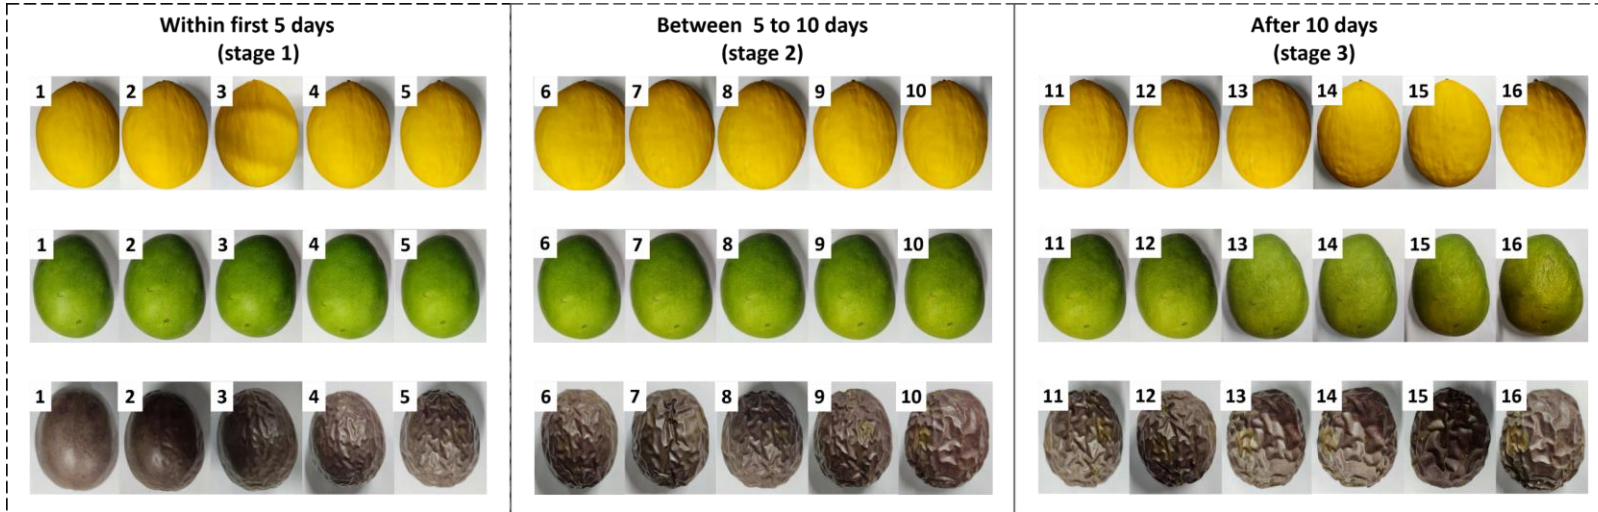 Within first 5 days
(stage 1)
Between 5 to 10 days
(stage 2)
After 10 days
(stage 3)
1 2 3 4 5 6 7 8 9 10 11 12 13 14 15 16
1 2 3 4 5 6 7 8 9 10 11 12 13 14 15 16
1 2 3 4 5 6 7 8 9 10 11 12 13 14 15 16